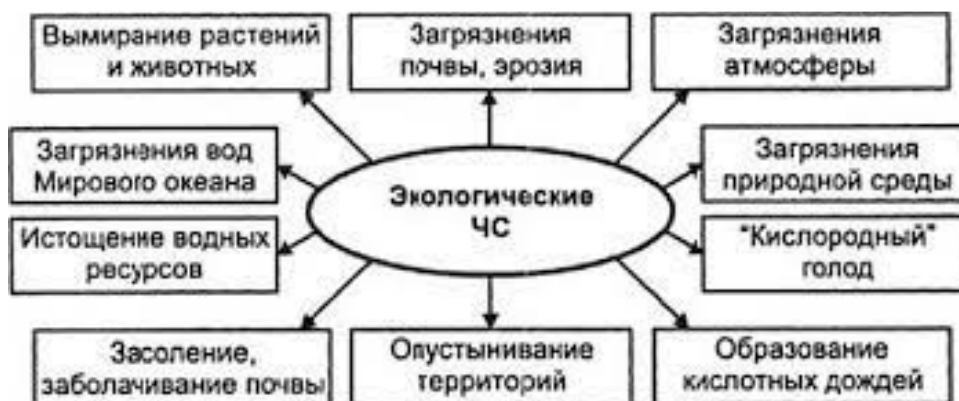 Вымирание растений
и животных
Загрязнения
почвы, эрозия
Загрязнения
атмосферы
Загрязнения вод
Мирового океана
Экологические
ЧС
Загрязнения
природной среды
Истощение водных
ресурсов
"Кислородный"
голод
Засоление,
заболачивание почвы
Опустынивание
территорий
Образование
кислотных дождей